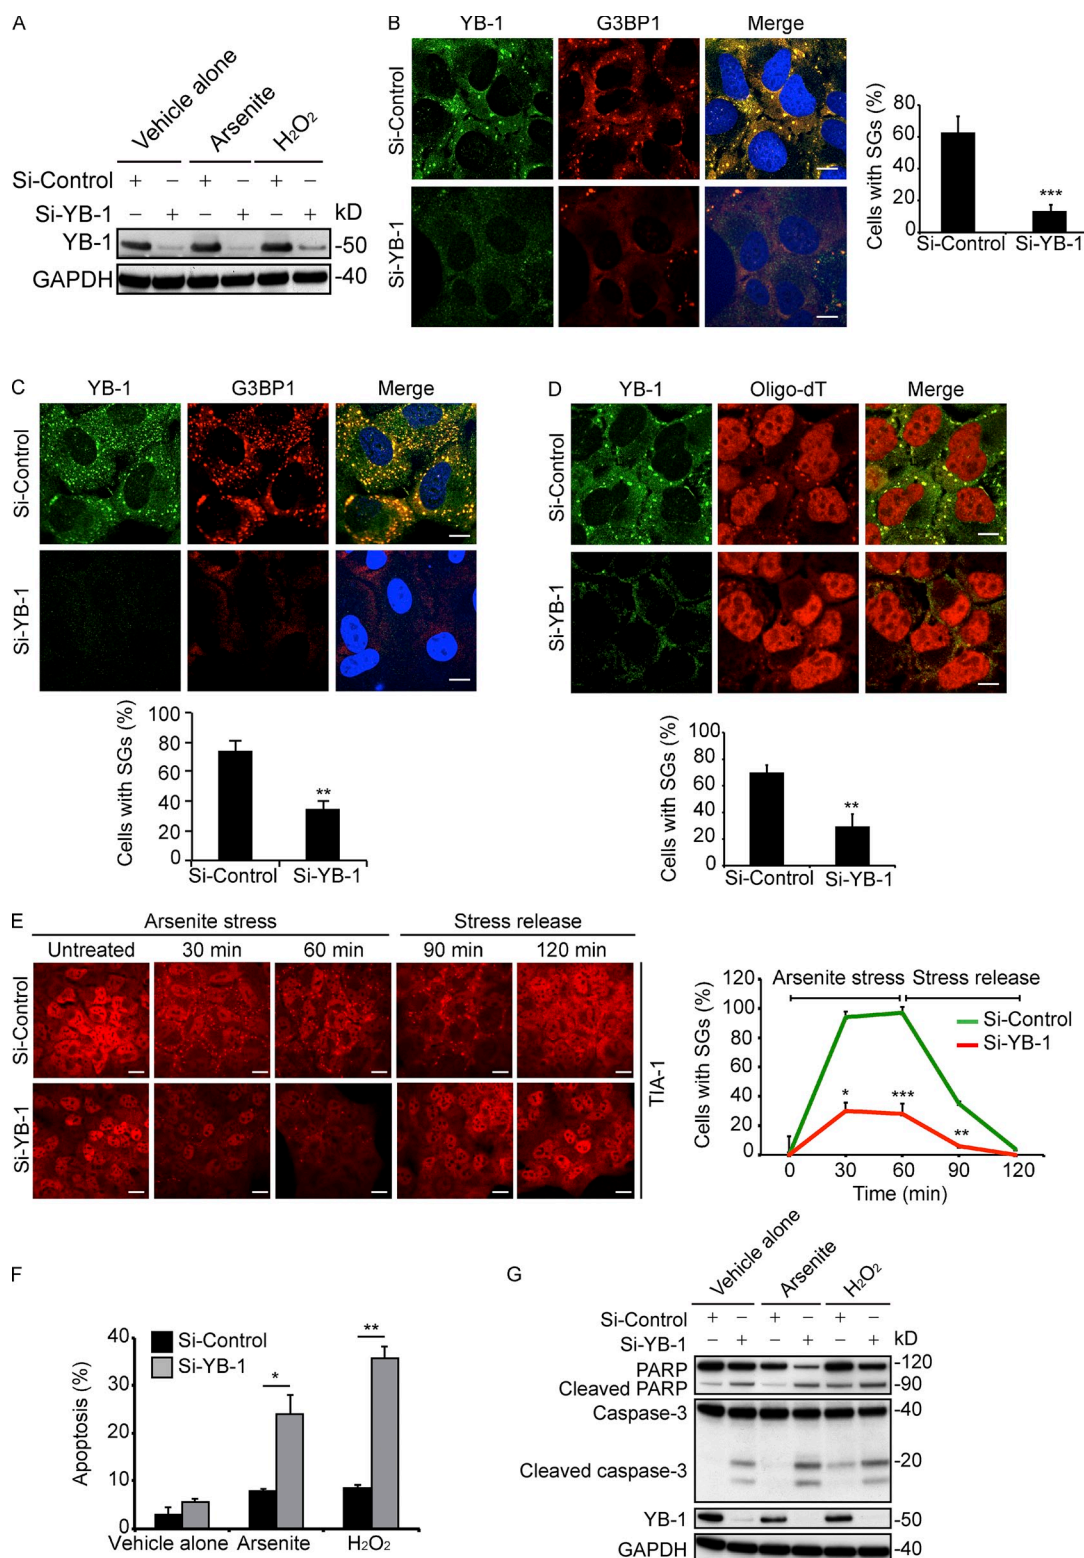 A
Vehicle alone
Arsenite
H₂O₂
Si-Control + – + – + –
Si-YB-1 – + – + – + kD
YB-1 -50
GAPDH -40
B
YB-1 G3BP1 Merge
Si-Control
Si-YB-1
Cells with SGs (%)
80
60
40
20
0
***
Si-Control Si-YB-1
C
YB-1 G3BP1 Merge
Si-Control
Si-YB-1
Cells with SGs (%)
100
80
60
40
20
0
**
Si-Control Si-YB-1
D
YB-1 Oligo-dT Merge
Si-Control
Si-YB-1
Cells with SGs (%)
100
80
60
40
20
0
**
Si-Control Si-YB-1
E
Arsenite stress Stress release
Untreated 30 min 60 min 90 min 120 min
Si-Control
Si-YB-1
TIA-1
Cells with SGs (%)
120
100
80
60
40
20
0
Arsenite stress Stress release
Si-Control
Si-YB-1
* *** **
0 30 60 90 120
Time (min)
F
Apoptosis (%)
40
30
20
10
0
Si-Control
Si-YB-1
*
**
Vehicle alone Arsenite H₂O₂
G
Vehicle alone
Arsenite
H₂O₂
Si-Control + – + – + –
Si-YB-1 – + – + – + kD
PARP -120
Cleaved PARP -90
Caspase-3 -40
Cleaved caspase-3 -20
YB-1 -50
GAPDH -40